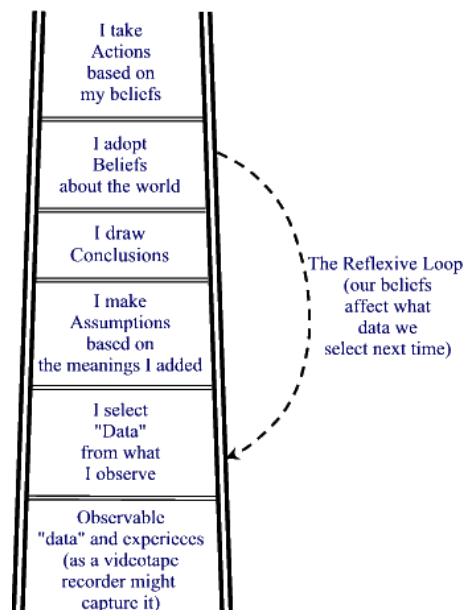 I take
Actions
based on
my beliefs
I adopt
Beliefs
about the world
I draw
Conclusions
I make
Assumptions
based on
the meanings I added
I select
"Data"
from what
I observe
Observable
"data" and experieces
(as a videotape
recorder might
capture it)
The Reflexive Loop
(our beliefs
affect what
data we
select next time)